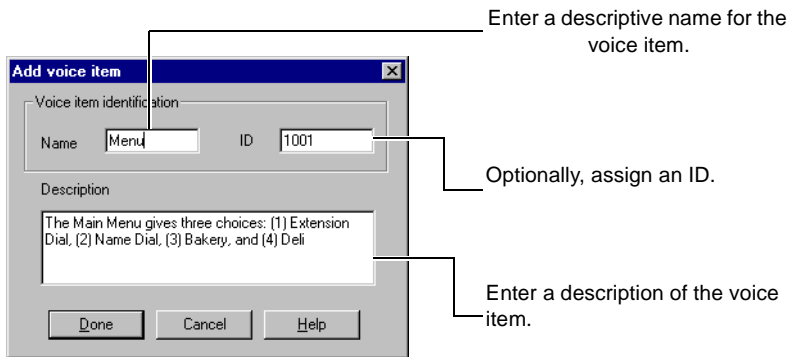 Enter a descriptive name for the
voice item.
Add voice item
Voice item identification
Name
Menu
ID
1001
Optionally, assign an ID.
Description
The Main Menu gives three choices: (1) Extension
Dial, (2) Name Dial, (3) Bakery, and (4) Deli
Enter a description of the voice
item.
Done
Cancel
Help